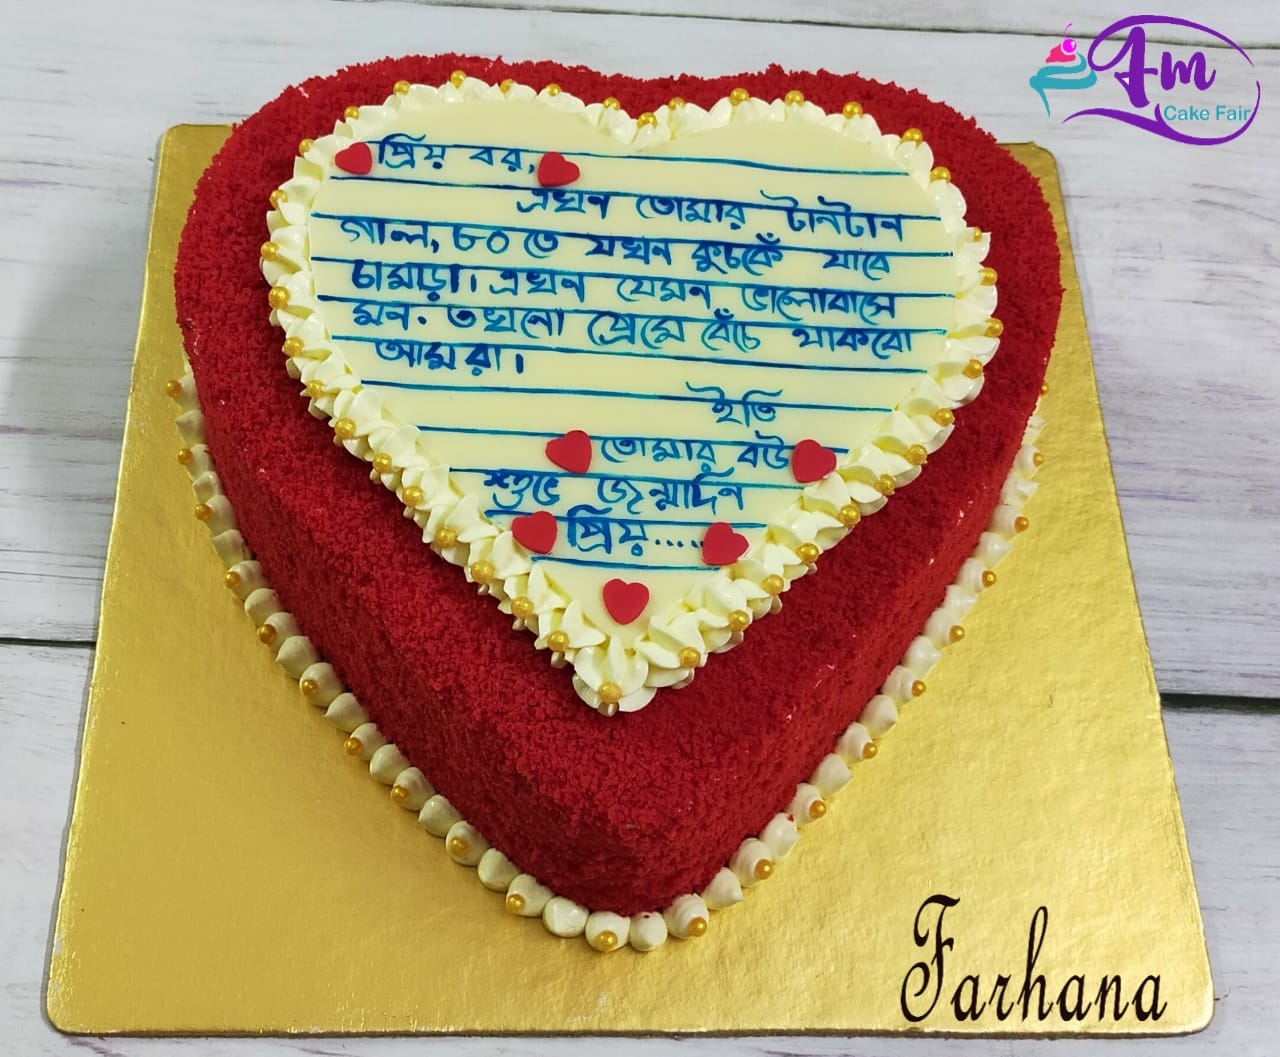 Am
Cake Fair
প্রিয় বর,
এখন তোমার টানটান
গাল, ৮০ তে যখন কুচকেঁ যাবে
চামড়া। এখন যেমন ভালোবাসে
মন. তখনো প্রেমে বেঁচে থাকবো
আমরা।
ইতি
তোমার বউ
শুভ জন্মদিন
প্রিয়.....
Farhana